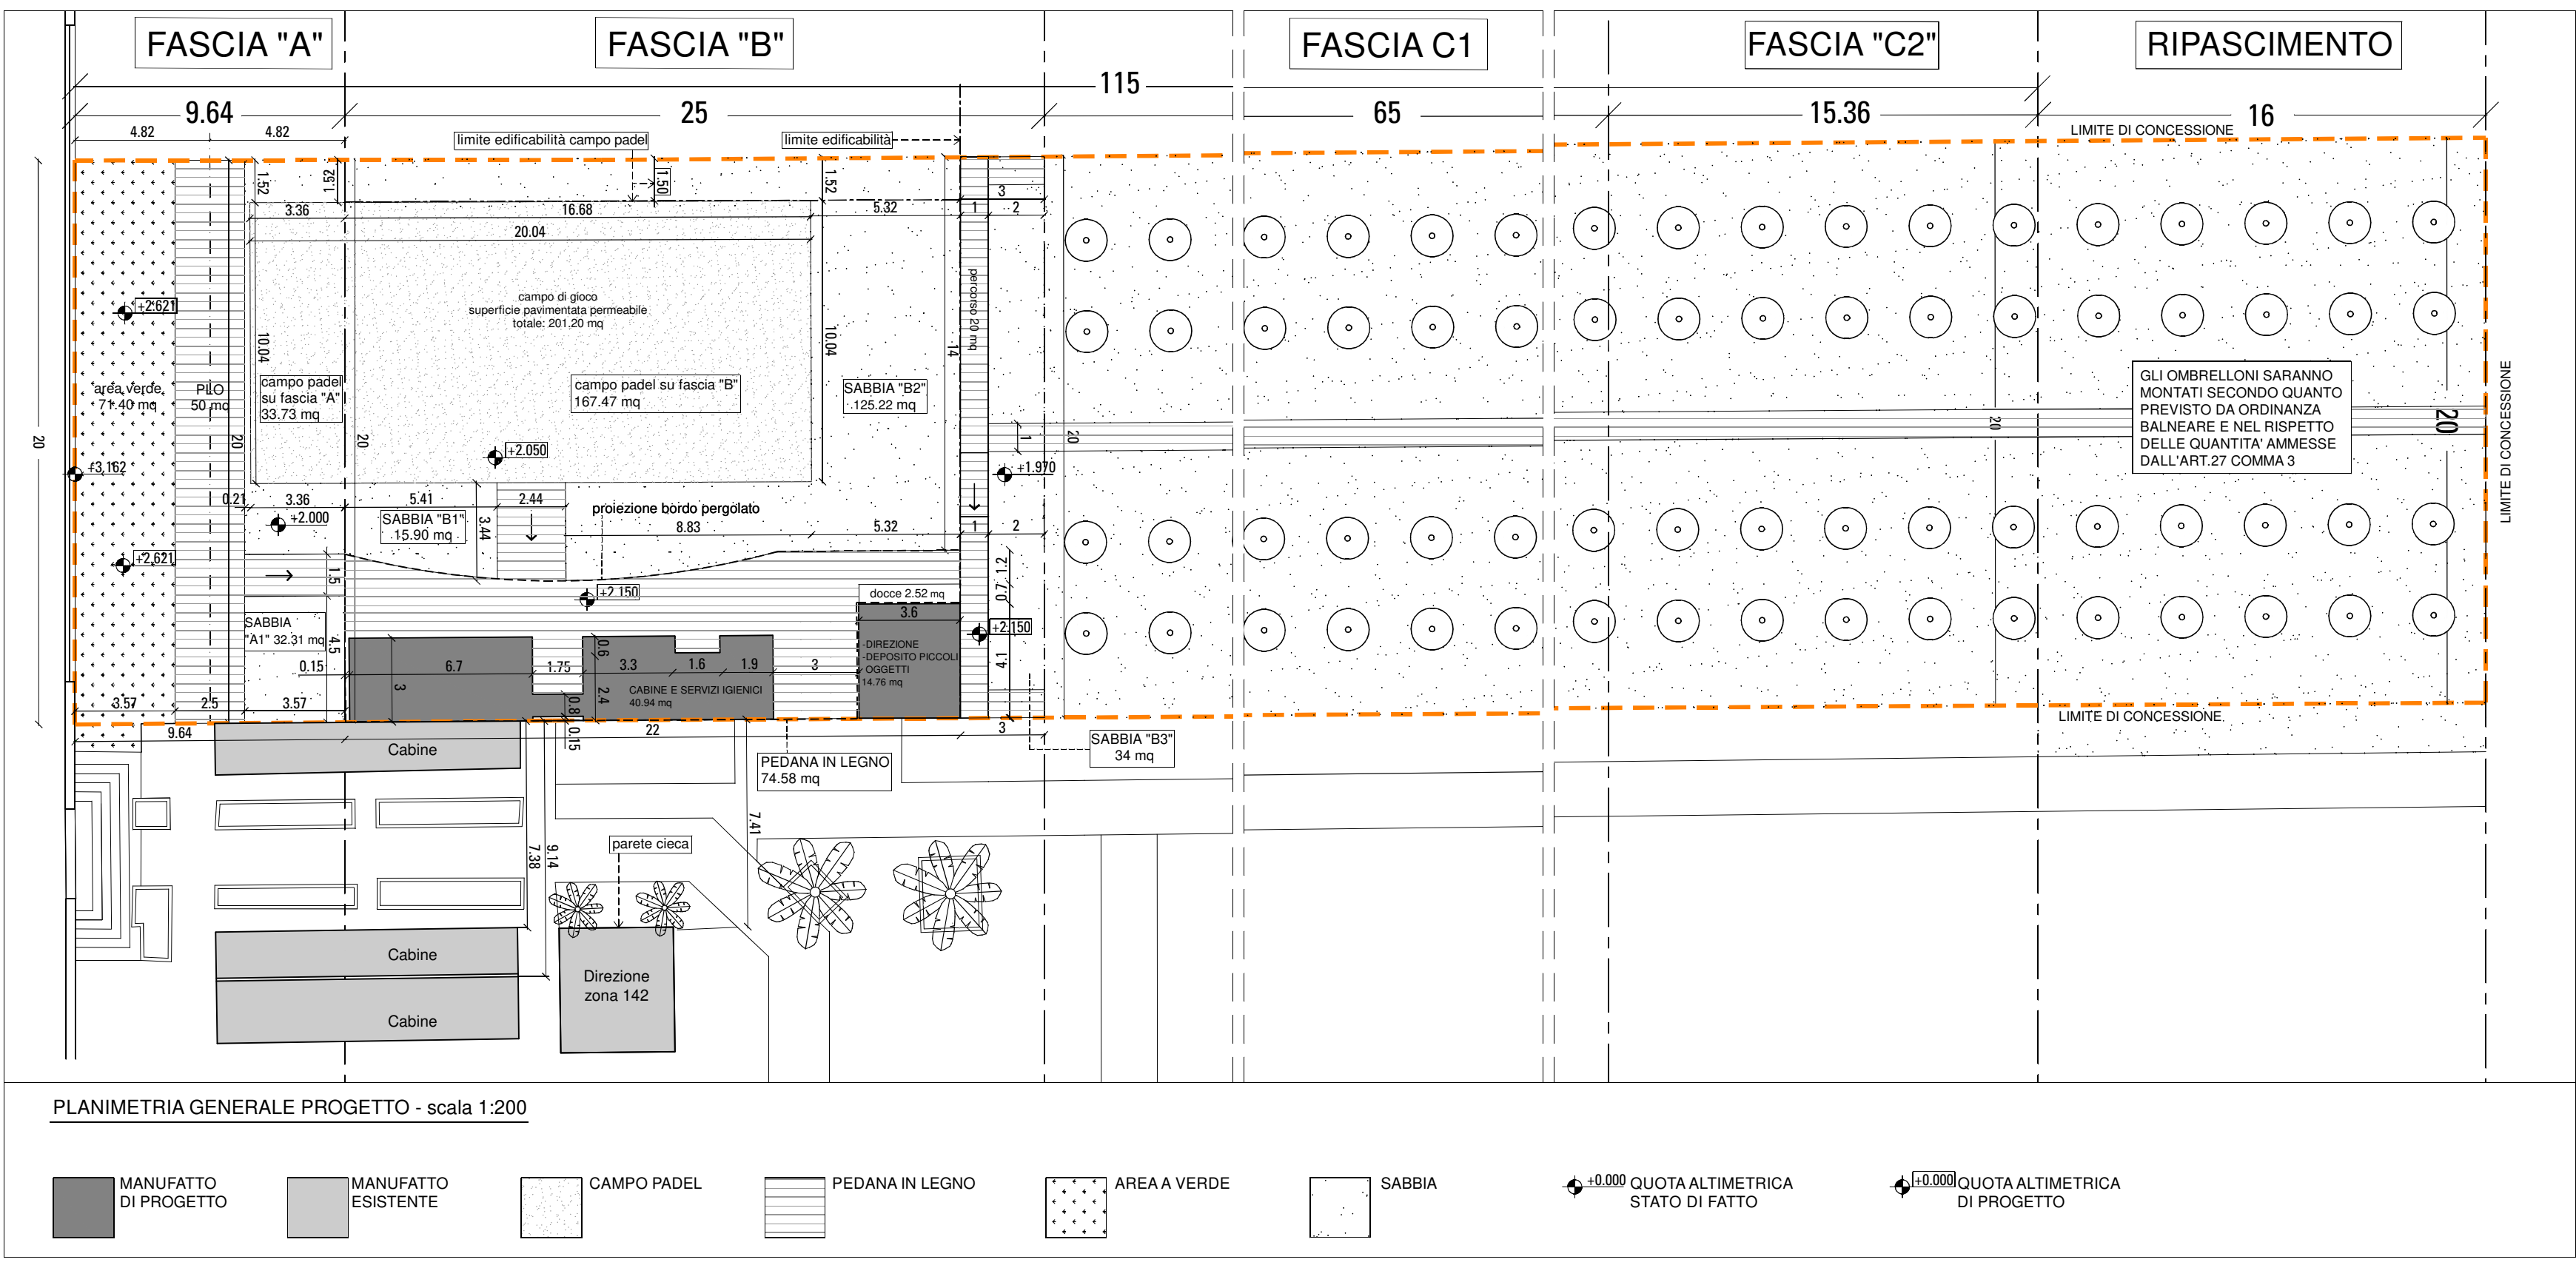 FASCIA "A"
FASCIA "B"
FASCIA C1
FASCIA "C2"
RIPASCIMENTO
115
9.64
25
65
15.36
16
4.82
4.82
limite edificabilità campo padel
limite edificabilità
LIMITE DI CONCESSIONE
1.52
1.52
1.50
1.52
3
3.36
16.68
5.32
1
2
20.04
+2.621
campo di gioco
superficie pavimentata permeabile
totale: 201.20 mq
percorso 20 mq
10.04
10.04
14
area verde
71.40 mq
PLO
50 mq
campo padel
su fascia "A"
33.73 mq
campo padel su fascia "B"
167.47 mq
SABBIA "B2"
125.22 mq
GLI OMBRELLONI SARANNO
MONTATI SECONDO QUANTO
PREVISTO DA ORDINANZA
BALNEARE E NEL RISPETTO
DELLE QUANTITA' AMMESSE
DALL'ART.27 COMMA 3
LIMITE DI CONCESSIONE
20
20
20
1
20
20
20
+2.050
+3.162
+1.970
0.21
3.36
5.41
2.44
proiezione bordo pergolato
+2.000
SABBIA "B1"
15.90 mq
3.44
8.83
5.32
1
2
+2.621
1.5
1.2
0.7
+2.150
docce 2.52 mq
3.6
SABBIA
"A1" 32.31 mq
4.5
+2.150
0.15
6.7
1.75
0.6
3.3
1.6
1.9
3
-DIREZIONE
-DEPOSITO PICCOLI
OGGETTI
14.76 mq
4.1
3
2.4
CABINE E SERVIZI IGIENICI
40.94 mq
0.8
3.57
2.5
3.57
LIMITE DI CONCESSIONE
9.64
22
3
0.15
Cabine
PEDANA IN LEGNO
74.58 mq
SABBIA "B3"
34 mq
7.41
7.38
9.14
parete cieca
Cabine
Direzione
zona 142
Cabine
PLANIMETRIA GENERALE PROGETTO - scala 1:200
MANUFATTO
DI PROGETTO
MANUFATTO
ESISTENTE
CAMPO PADEL
PEDANA IN LEGNO
AREA A VERDE
SABBIA
+0.000 QUOTA ALTIMETRICA
STATO DI FATTO
+0.000 QUOTA ALTIMETRICA
DI PROGETTO